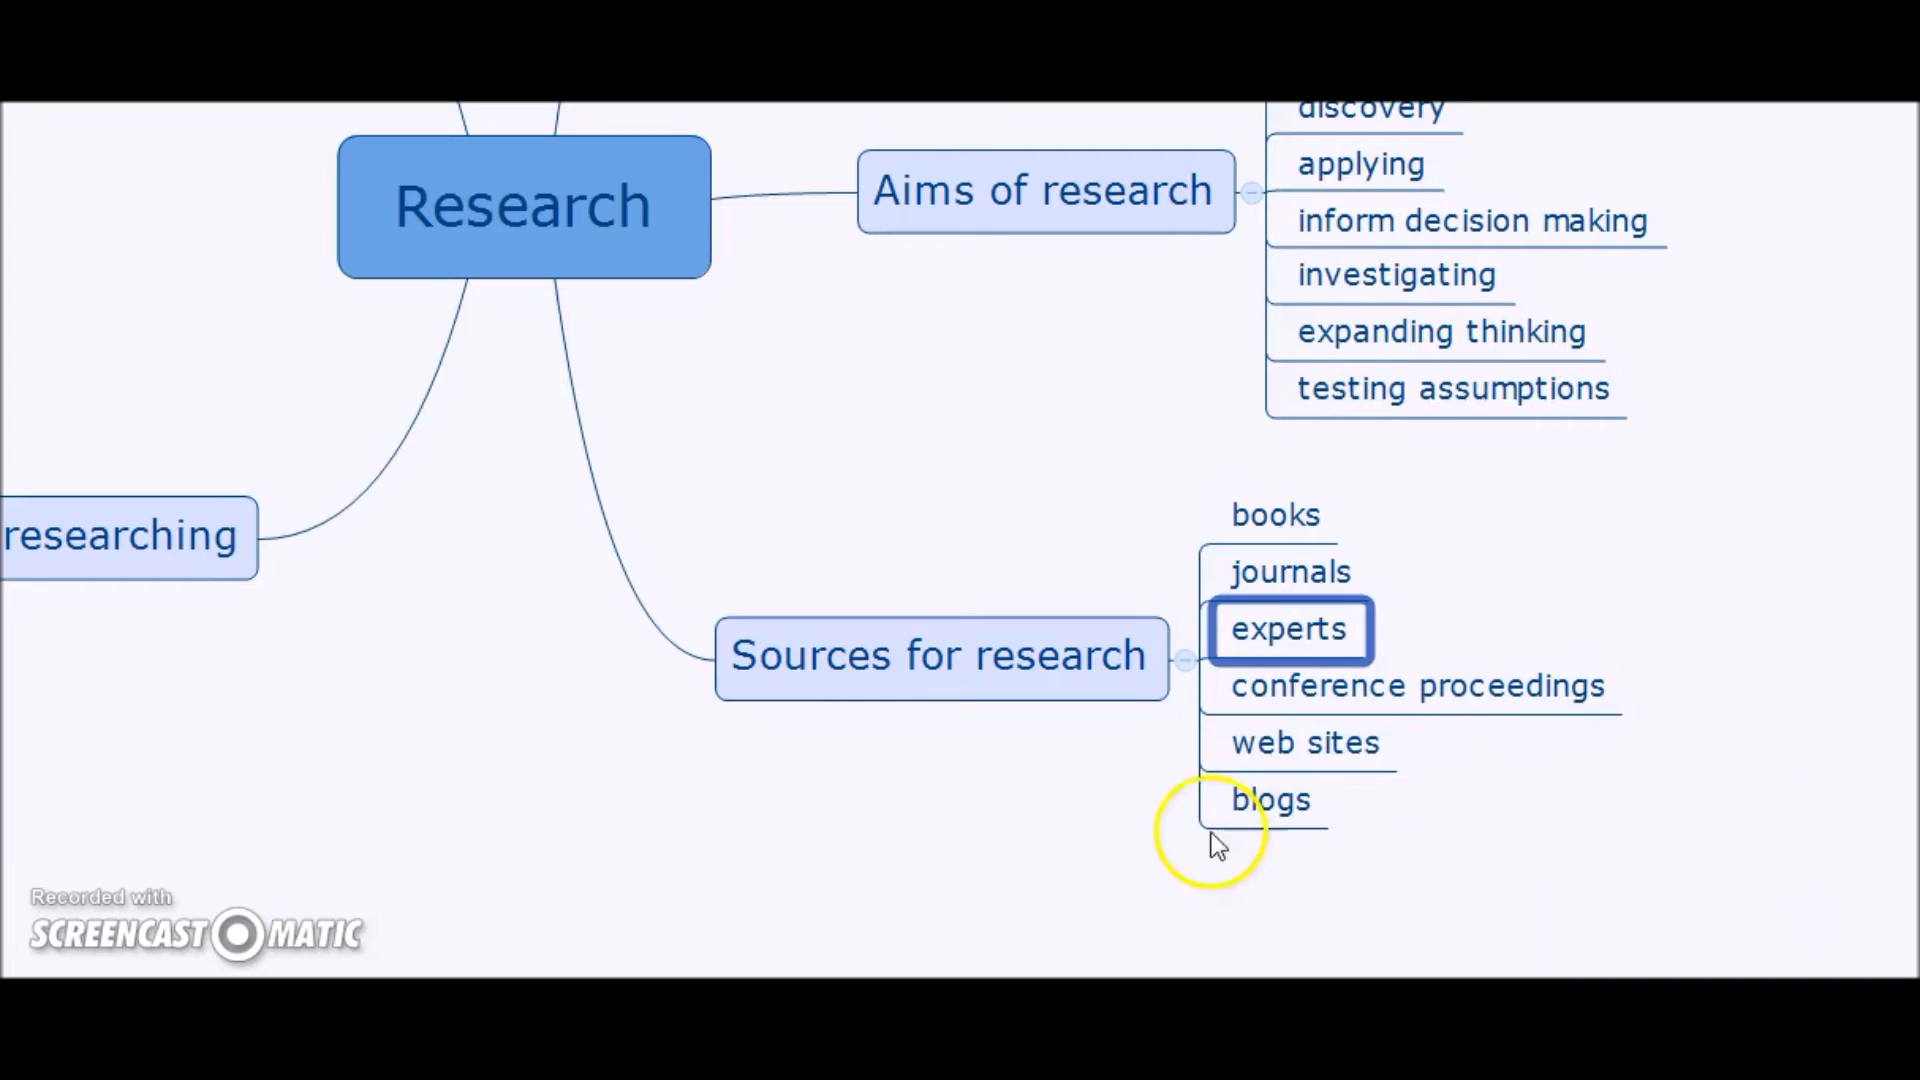 Research
Aims of research
discovery
applying
inform decision making
investigating
expanding thinking
testing assumptions
researching
Sources for research
books
journals
experts
conference proceedings
web sites
blogs
Recorded with
SCREENCAST MATIC